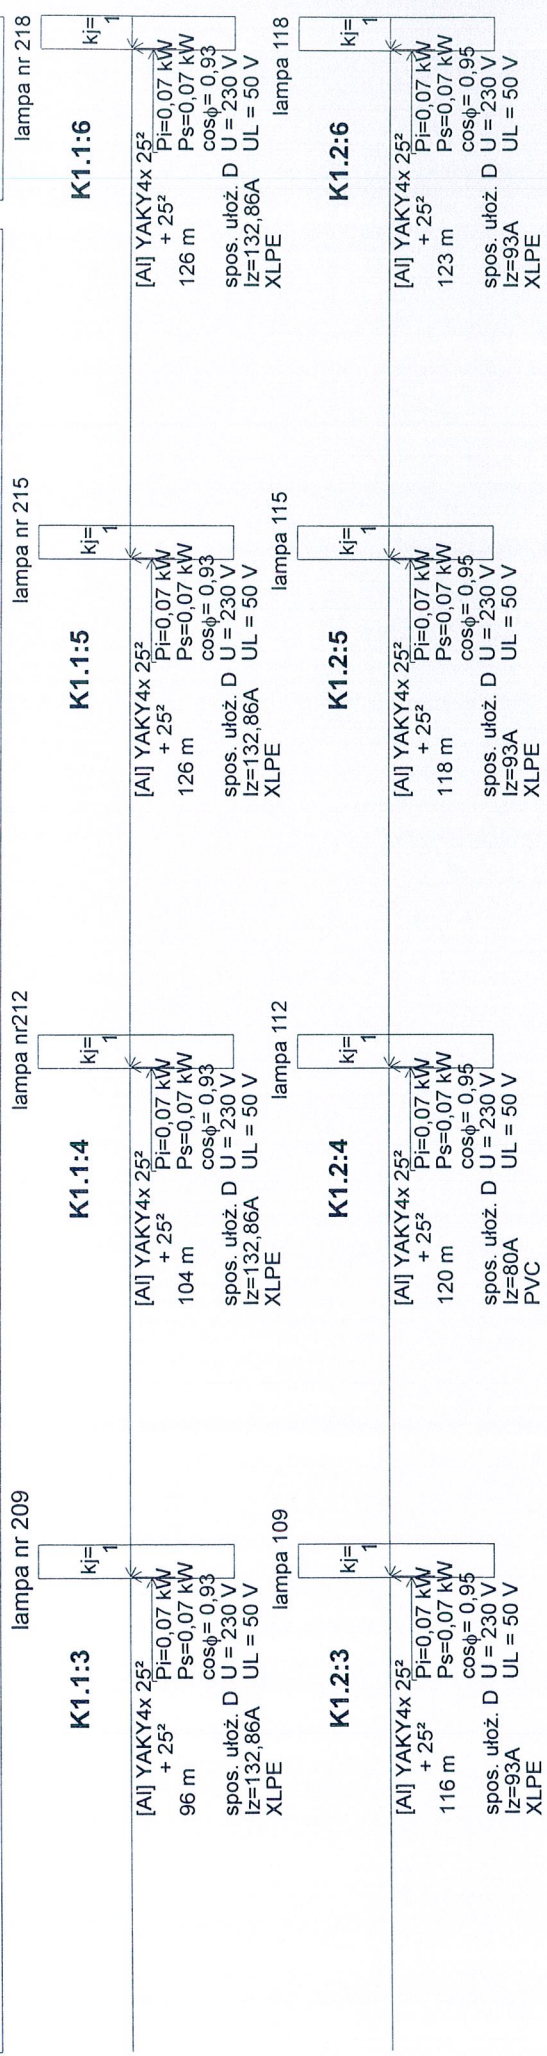 lampa nr 209
kj=
1
K1.1:3
[Al] YAKY4x 25²
+ 25²
96 m
spos. ułoż. D
Iz=132,86A
XLPE
Pi=0,07 kW
Ps=0,07 kW
cosϕ= 0,93
U = 230 V
UL = 50 V
lampa nr212
kj=
1
K1.1:4
[Al] YAKY4x 25²
+ 25²
104 m
spos. ułoż. D
Iz=132,86A
XLPE
Pi=0,07 kW
Ps=0,07 kW
cosϕ= 0,93
U = 230 V
UL = 50 V
lampa nr 215
kj=
1
K1.1:5
[Al] YAKY4x 25²
+ 25²
126 m
spos. ułoż. D
Iz=132,86A
XLPE
Pi=0,07 kW
Ps=0,07 kW
cosϕ= 0,93
U = 230 V
UL = 50 V
lampa nr 218
kj=
1
K1.1:6
[Al] YAKY4x 25²
+ 25²
126 m
spos. ułoż. D
Iz=132,86A
XLPE
Pi=0,07 kW
Ps=0,07 kW
cosϕ= 0,93
U = 230 V
UL = 50 V
lampa 109
kj=
1
K1.2:3
[Al] YAKY4x 25²
+ 25²
116 m
spos. ułoż. D
Iz=93A
XLPE
Pi=0,07 kW
Ps=0,07 kW
cosϕ= 0,95
U = 230 V
UL = 50 V
lampa 112
kj=
1
K1.2:4
[Al] YAKY4x 25²
+ 25²
120 m
spos. ułoż. D
Iz=80A
PVC
Pi=0,07 kW
Ps=0,07 kW
cosϕ= 0,95
U = 230 V
UL = 50 V
lampa 115
kj=
1
K1.2:5
[Al] YAKY4x 25²
+ 25²
118 m
spos. ułoż. D
Iz=93A
XLPE
Pi=0,07 kW
Ps=0,07 kW
cosϕ= 0,95
U = 230 V
UL = 50 V
lampa 118
kj=
1
K1.2:6
[Al] YAKY4x 25²
+ 25²
123 m
spos. ułoż. D
Iz=93A
XLPE
Pi=0,07 kW
Ps=0,07 kW
cosϕ= 0,95
U = 230 V
UL = 50 V